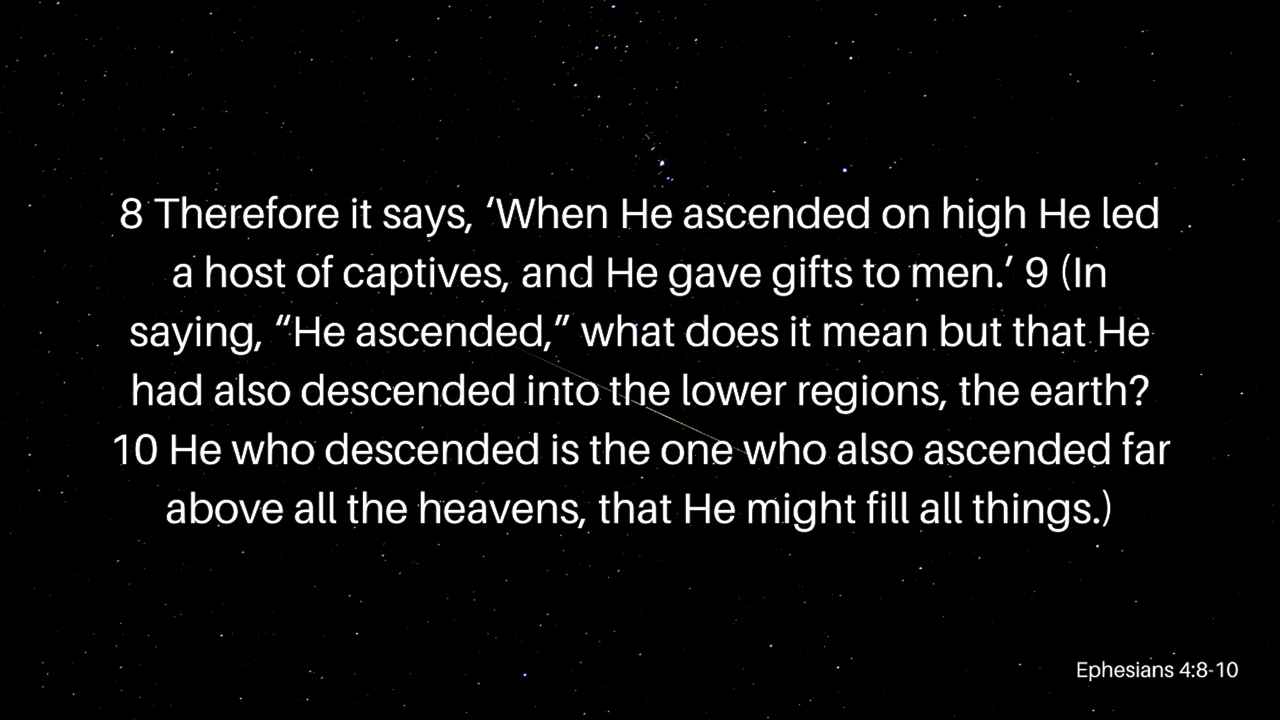 8 Therefore it says, ‘When He ascended on high He led
a host of captives, and He gave gifts to men.’ 9 (In
saying, “He ascended,” what does it mean but that He
had also descended into the lower regions, the earth?
10 He who descended is the one who also ascended far
above all the heavens, that He might fill all things.)
Ephesians 4:8-10